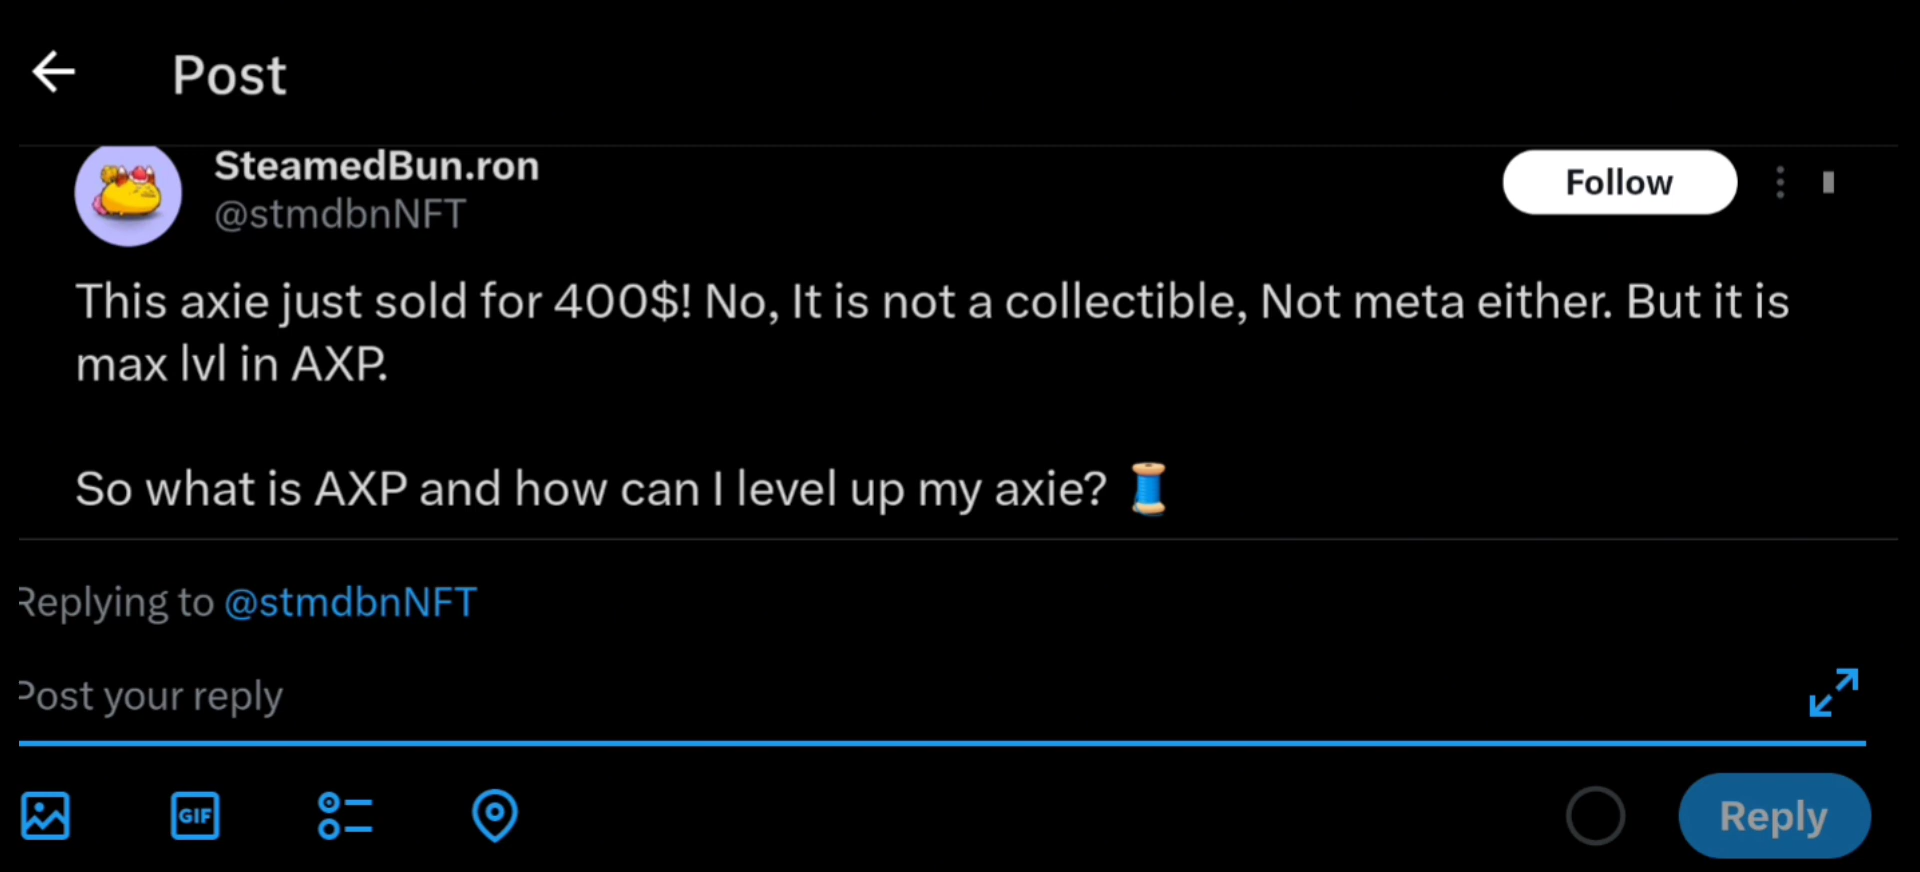 Post
SteamedBun.ron
@stmdbnNFT
Follow
This axie just sold for 400$! No, It is not a collectible, Not meta either. But it is
max lvl in AXP.
So what is AXP and how can I level up my axie? 🧵
Replying to @stmdbnNFT
Post your reply
GIF
Reply